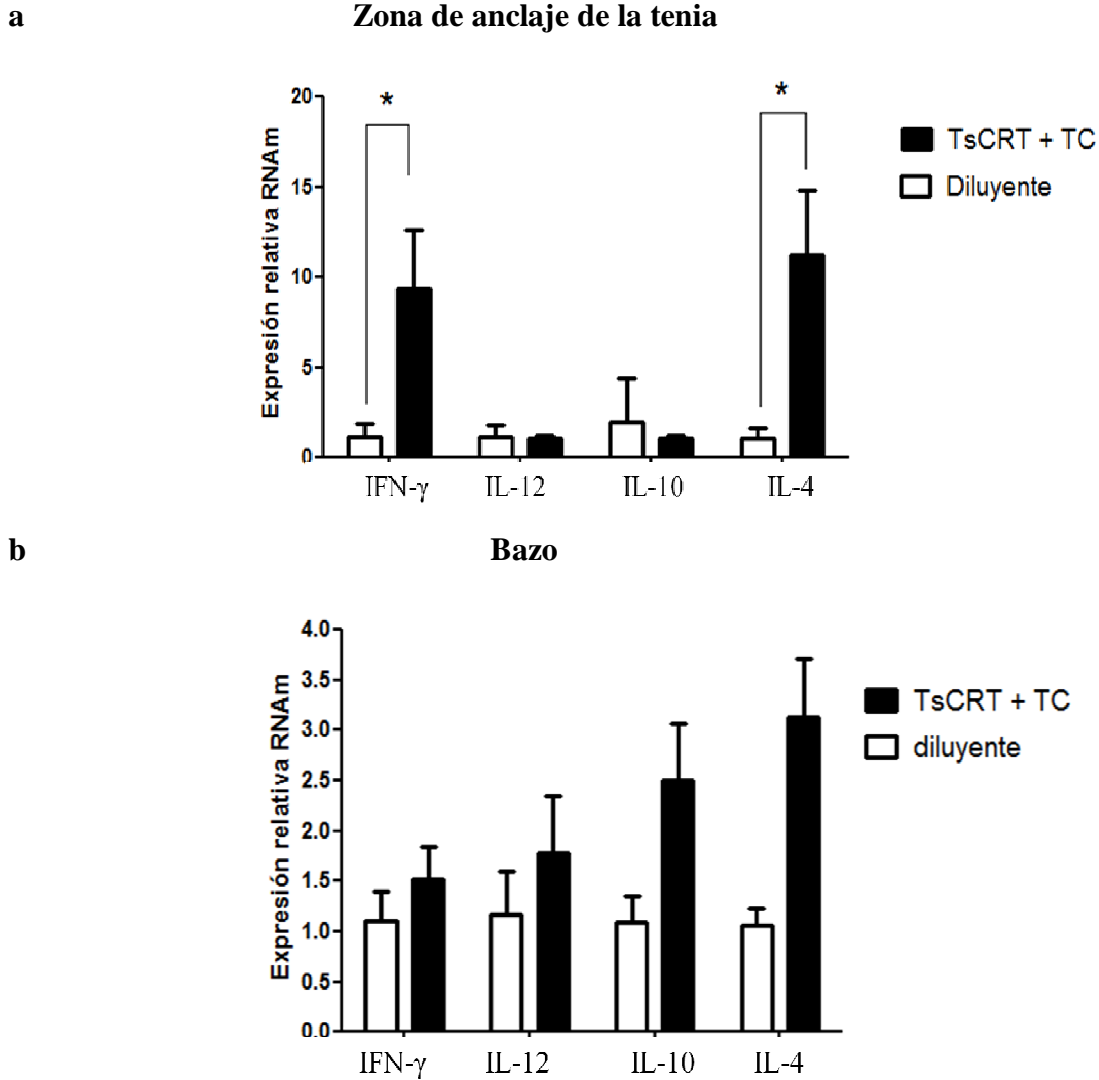 a Zona de anclaje de la tenia
Expresión relativa RNAm
20
15
10
5
0
* *
TsCRT + TC
Diluyente
IFN-γ IL-12 IL-10 IL-4
b Bazo
Expresión relativa RNAm
4.0
3.5
3.0
2.5
2.0
1.5
1.0
0.5
0.0
TsCRT + TC
diluyente
IFN-γ IL-12 IL-10 IL-4